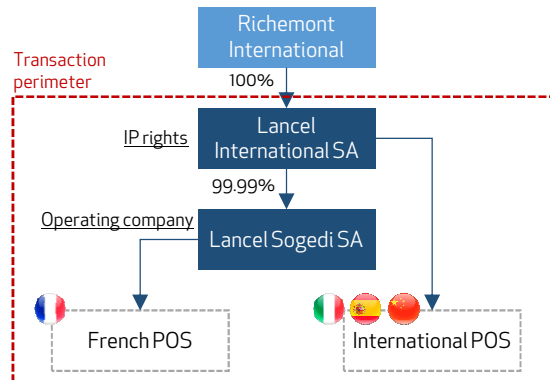 Richemont
International
Transaction
perimeter
100%
IP rights
Lancel
International SA
99.99%
Operating company
Lancel Sogedi SA
French POS
International POS